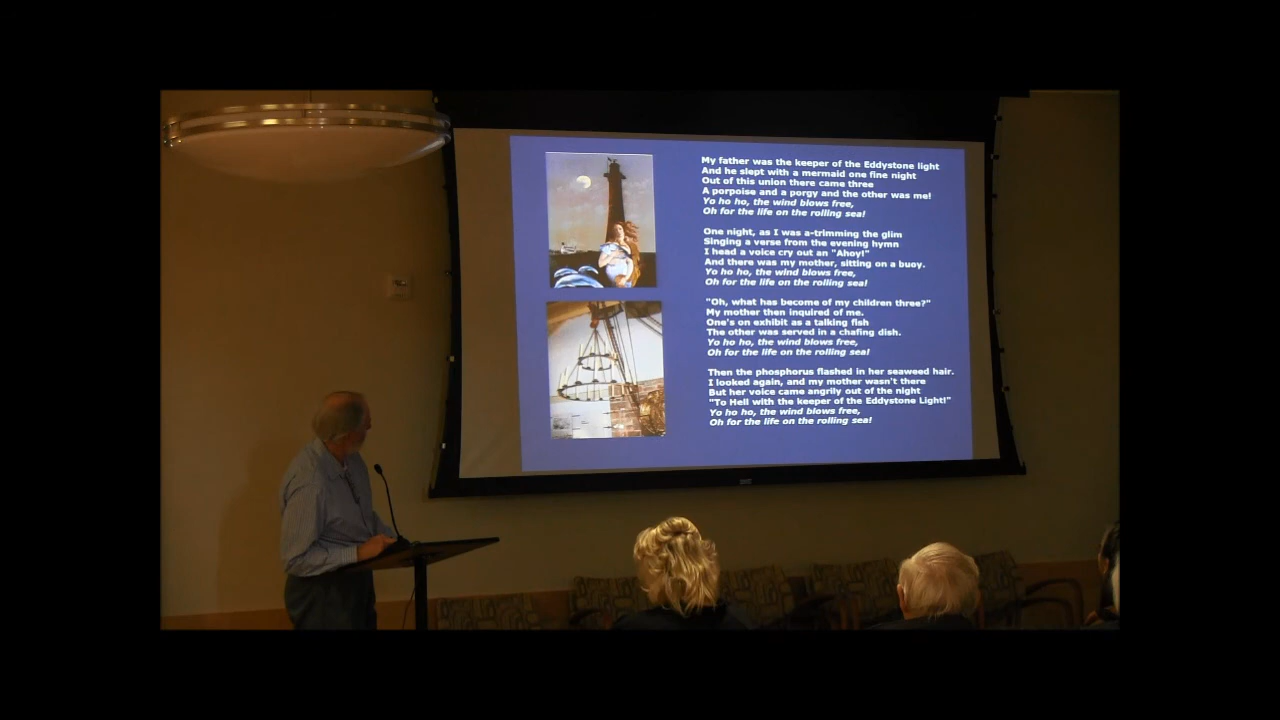 My father was the keeper of the Eddystone light
And he slept with a mermaid one fine night
Out of this union there came three
A porpoise and a porgy and the other was me!
Yo ho ho, the wind blows free,
Oh for the life on the rolling sea!
One night, as I was a-trimming the glim
Singing a verse from the evening hymn
I head a voice cry out an "Ahoy!"
And there was my mother, sitting on a buoy.
Yo ho ho, the wind blows free,
Oh for the life on the rolling sea!
"Oh, what has become of my children three?"
My mother then inquired of me.
One's on exhibit as a talking fish
The other was served in a chafing dish.
Yo ho ho, the wind blows free,
Oh for the life on the rolling sea!
Then the phosphorus flashed in her seaweed hair.
I looked again, and my mother wasn't there
But her voice came angrily out of the night
"To Hell with the keeper of the Eddystone Light!"
Yo ho ho, the wind blows free,
Oh for the life on the rolling sea!